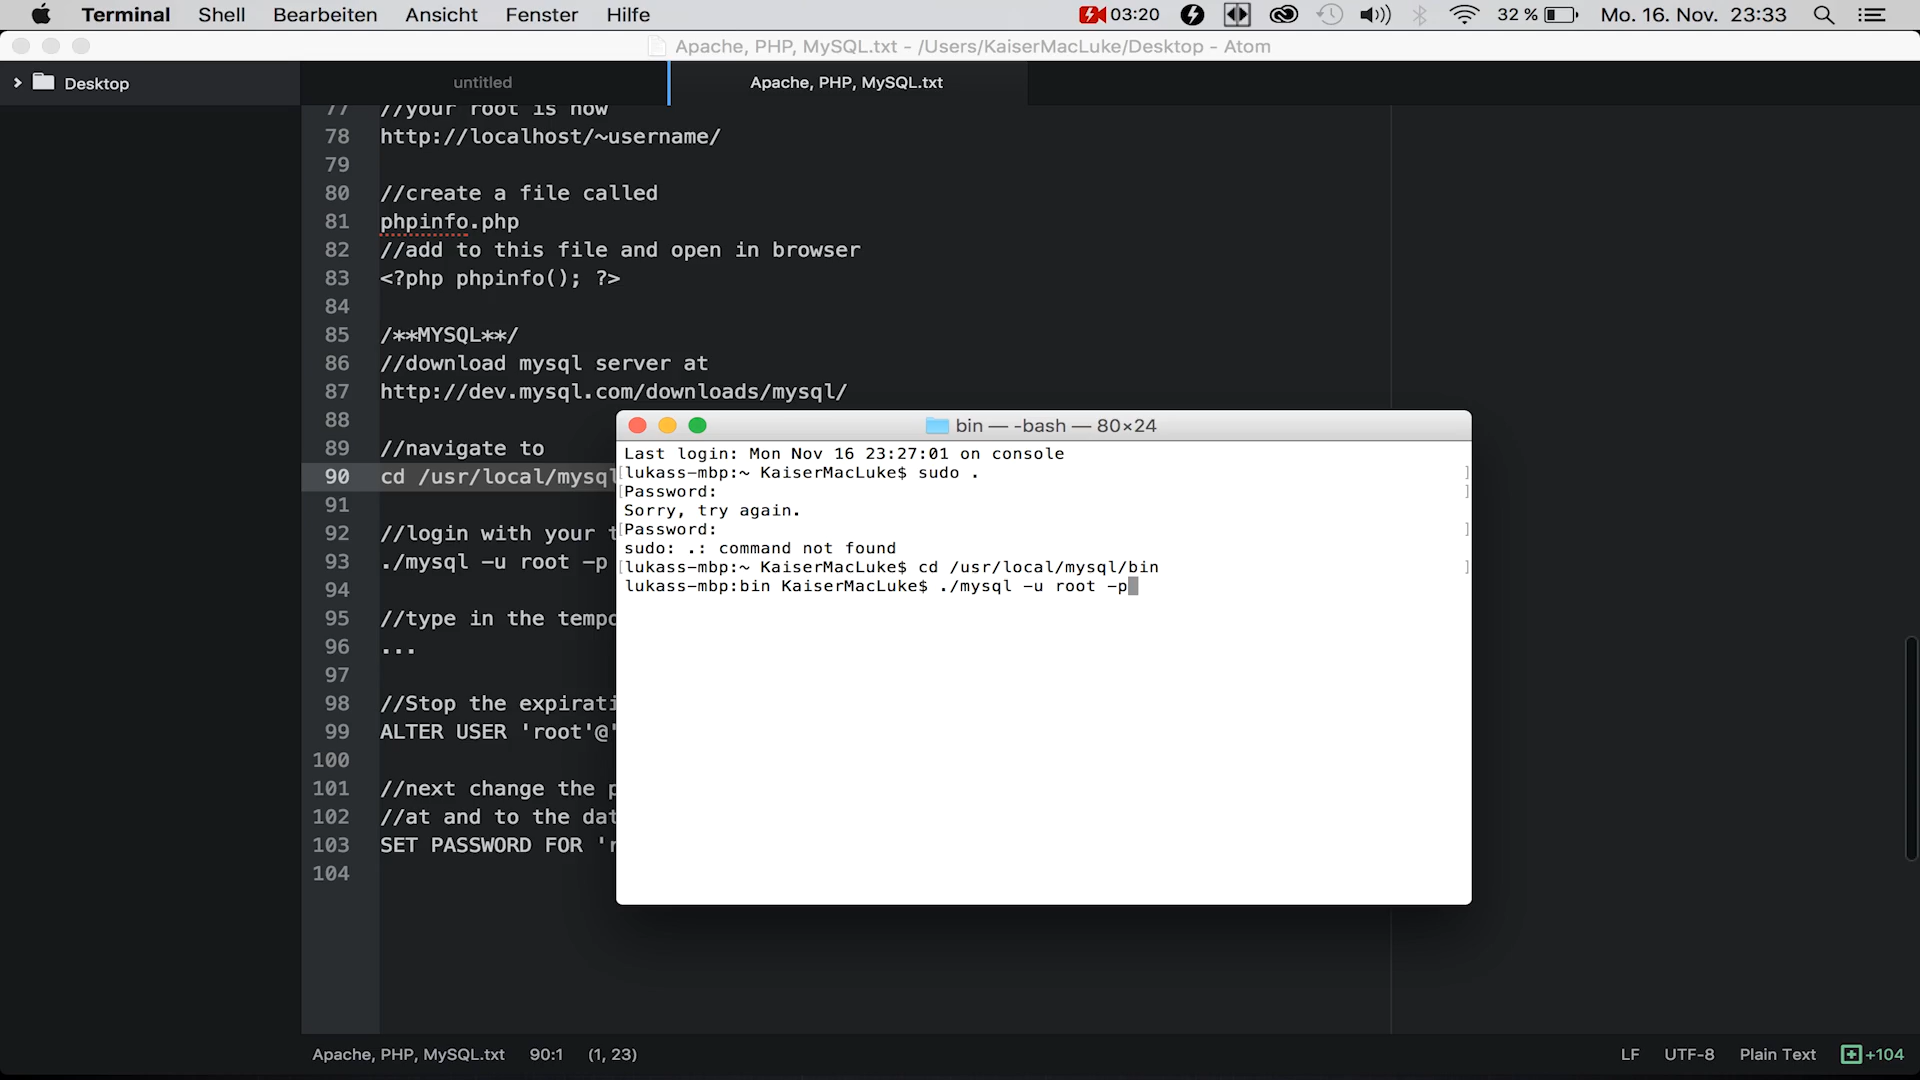 Terminal Shell Bearbeiten Ansicht Fenster Hilfe 03:20 32 % Mo. 16. Nov. 23:33
Apache, PHP, MySQL.txt - /Users/KaiserMacLuke/Desktop - Atom
Desktop
untitled
Apache, PHP, MySQL.txt
77 //your root is now
78 http://localhost/~username/
79
80 //create a file called
81 phpinfo.php
82 //add to this file and open in browser
83 <?php phpinfo(); ?>
84
85 /**MYSQL**/
86 //download mysql server at
87 http://dev.mysql.com/downloads/mysql/
88
89 //navigate to
90 cd /usr/local/mysql
91
92 //login with your t
93 ./mysql -u root -p
94
95 //type in the tempo
96 ...
97
98 //Stop the expirati
99 ALTER USER 'root'@'
100
101 //next change the p
102 //at and to the dat
103 SET PASSWORD FOR 'r
104
bin — -bash — 80×24
Last login: Mon Nov 16 23:27:01 on console
[lukass-mbp:~ KaiserMacLuke$ sudo . ]
[Password: ]
Sorry, try again.
[Password: ]
sudo: .: command not found
[lukass-mbp:~ KaiserMacLuke$ cd /usr/local/mysql/bin ]
lukass-mbp:bin KaiserMacLuke$ ./mysql -u root -p
Apache, PHP, MySQL.txt 90:1 (1, 23)
LF UTF-8 Plain Text +104